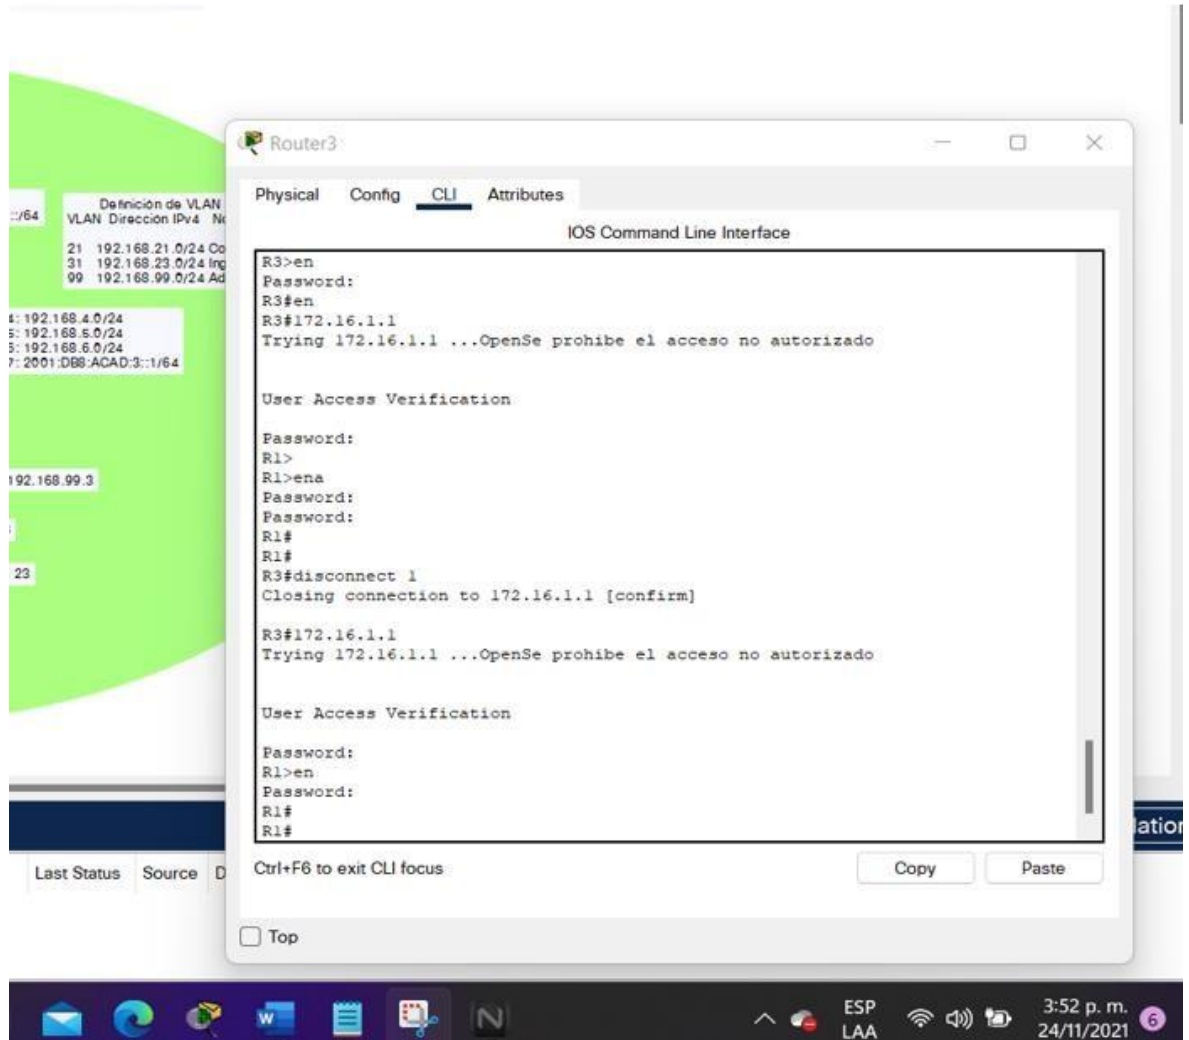 Router3
Physical Config CLI Attributes
IOS Command Line Interface
R3>en
Password:
R3#en
R3#172.16.1.1
Trying 172.16.1.1 ...OpenSe prohibe el acceso no autorizado
User Access Verification
Password:
R1>
R1>ena
Password:
Password:
R1#
R1#
R3#disconnect 1
Closing connection to 172.16.1.1 [confirm]
R3#172.16.1.1
Trying 172.16.1.1 ...OpenSe prohibe el acceso no autorizado
User Access Verification
Password:
R1>en
Password:
R1#
R1#
Ctrl+F6 to exit CLI focus
Copy Paste
Top
::/64
Definición de VLAN
VLAN Dirección IPv4
21 192.168.21.0/24 Co
31 192.168.23.0/24 Ing
99 192.168.99.0/24 Ad
: 192.168.4.0/24
: 192.168.5.0/24
: 192.168.6.0/24
: 2001:DB8:ACAD:3::1/64
192.168.99.3
23
Last Status Source D
ESP
LAA
3:52 p. m.
24/11/2021
6